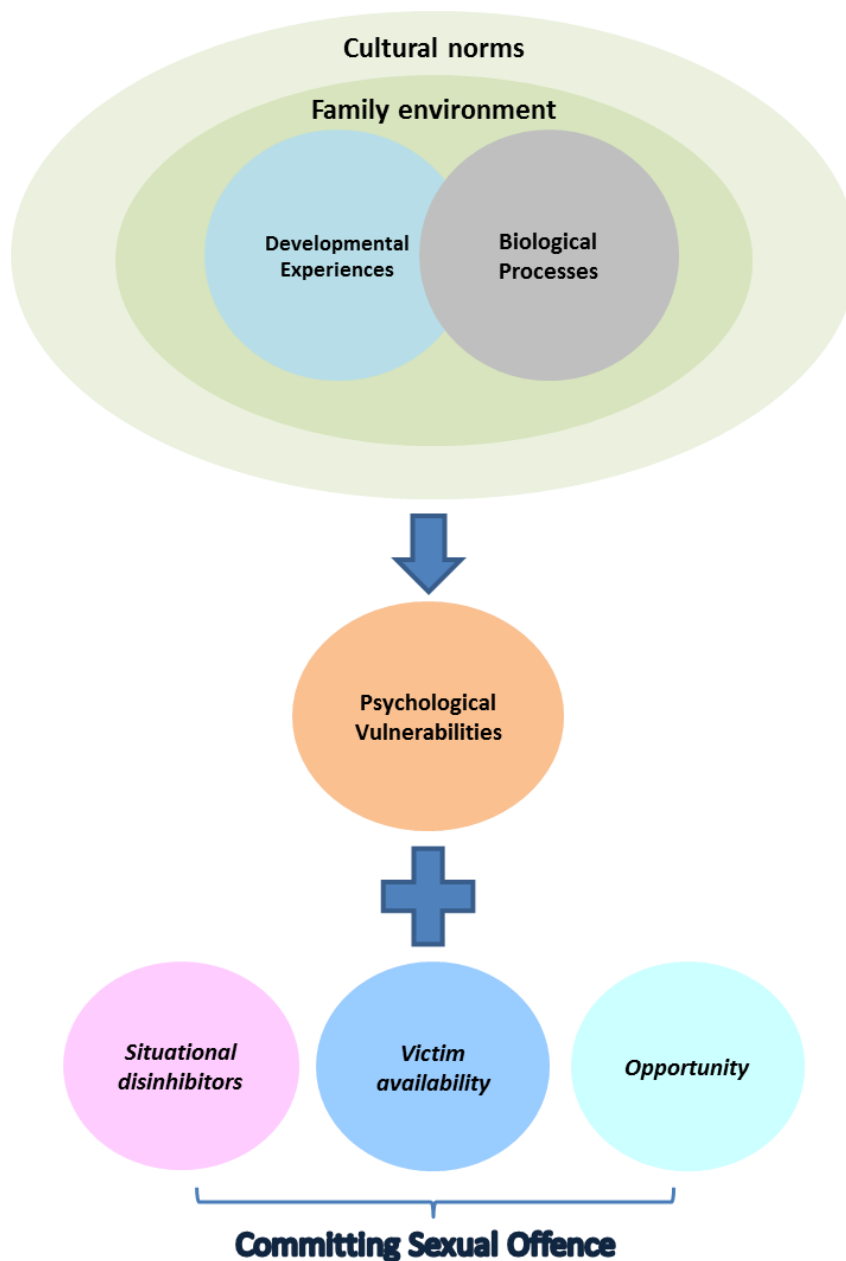 Cultural norms
Family environment
Developmental
Experiences
Biological
Processes
Psychological
Vulnerabilities
Situational
disinhibitors
Victim
availability
Opportunity
Committing Sexual Offence